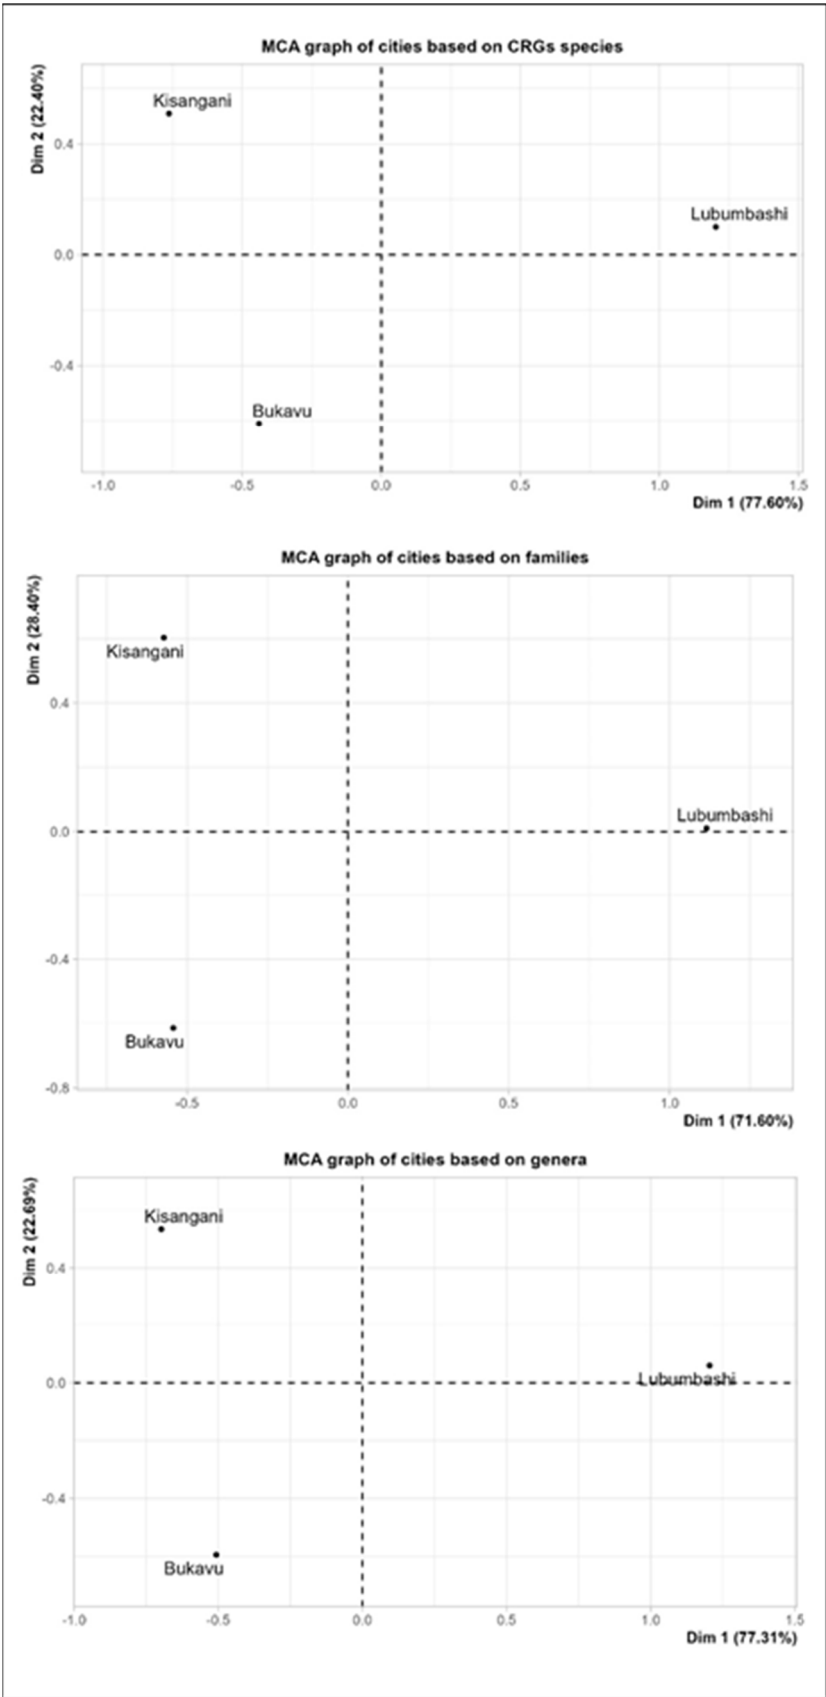 MCA graph of cities based on CRGs species
Dim 2 (22.40%)
Kisangani
0.4
Lubumbashi
0.0
-0.4
Bukavu
-1.0 -0.5 0.0 0.5 1.0 1.5
Dim 1 (77.60%)
MCA graph of cities based on families
Dim 2 (28.40%)
Kisangani
0.4
Lubumbashi
0.0
-0.4
Bukavu
-0.8
-0.5 0.0 0.5 1.0
Dim 1 (71.60%)
MCA graph of cities based on genera
Dim 2 (22.69%)
Kisangani
0.4
Lubumbashi
0.0
-0.4
Bukavu
-1.0 -0.5 0.0 0.5 1.0 1.5
Dim 1 (77.31%)